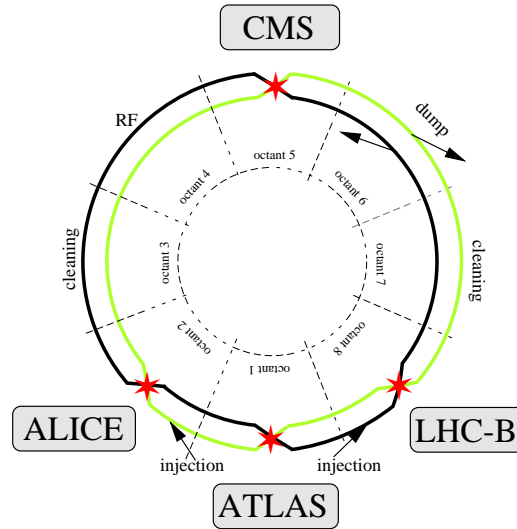 CMS
RF
dump
octant 5
octant 4
octant 6
cleaning
octant 3
octant 7
cleaning
octant 2
octant 8
octant 1
ALICE
LHC-B
injection
injection
ATLAS